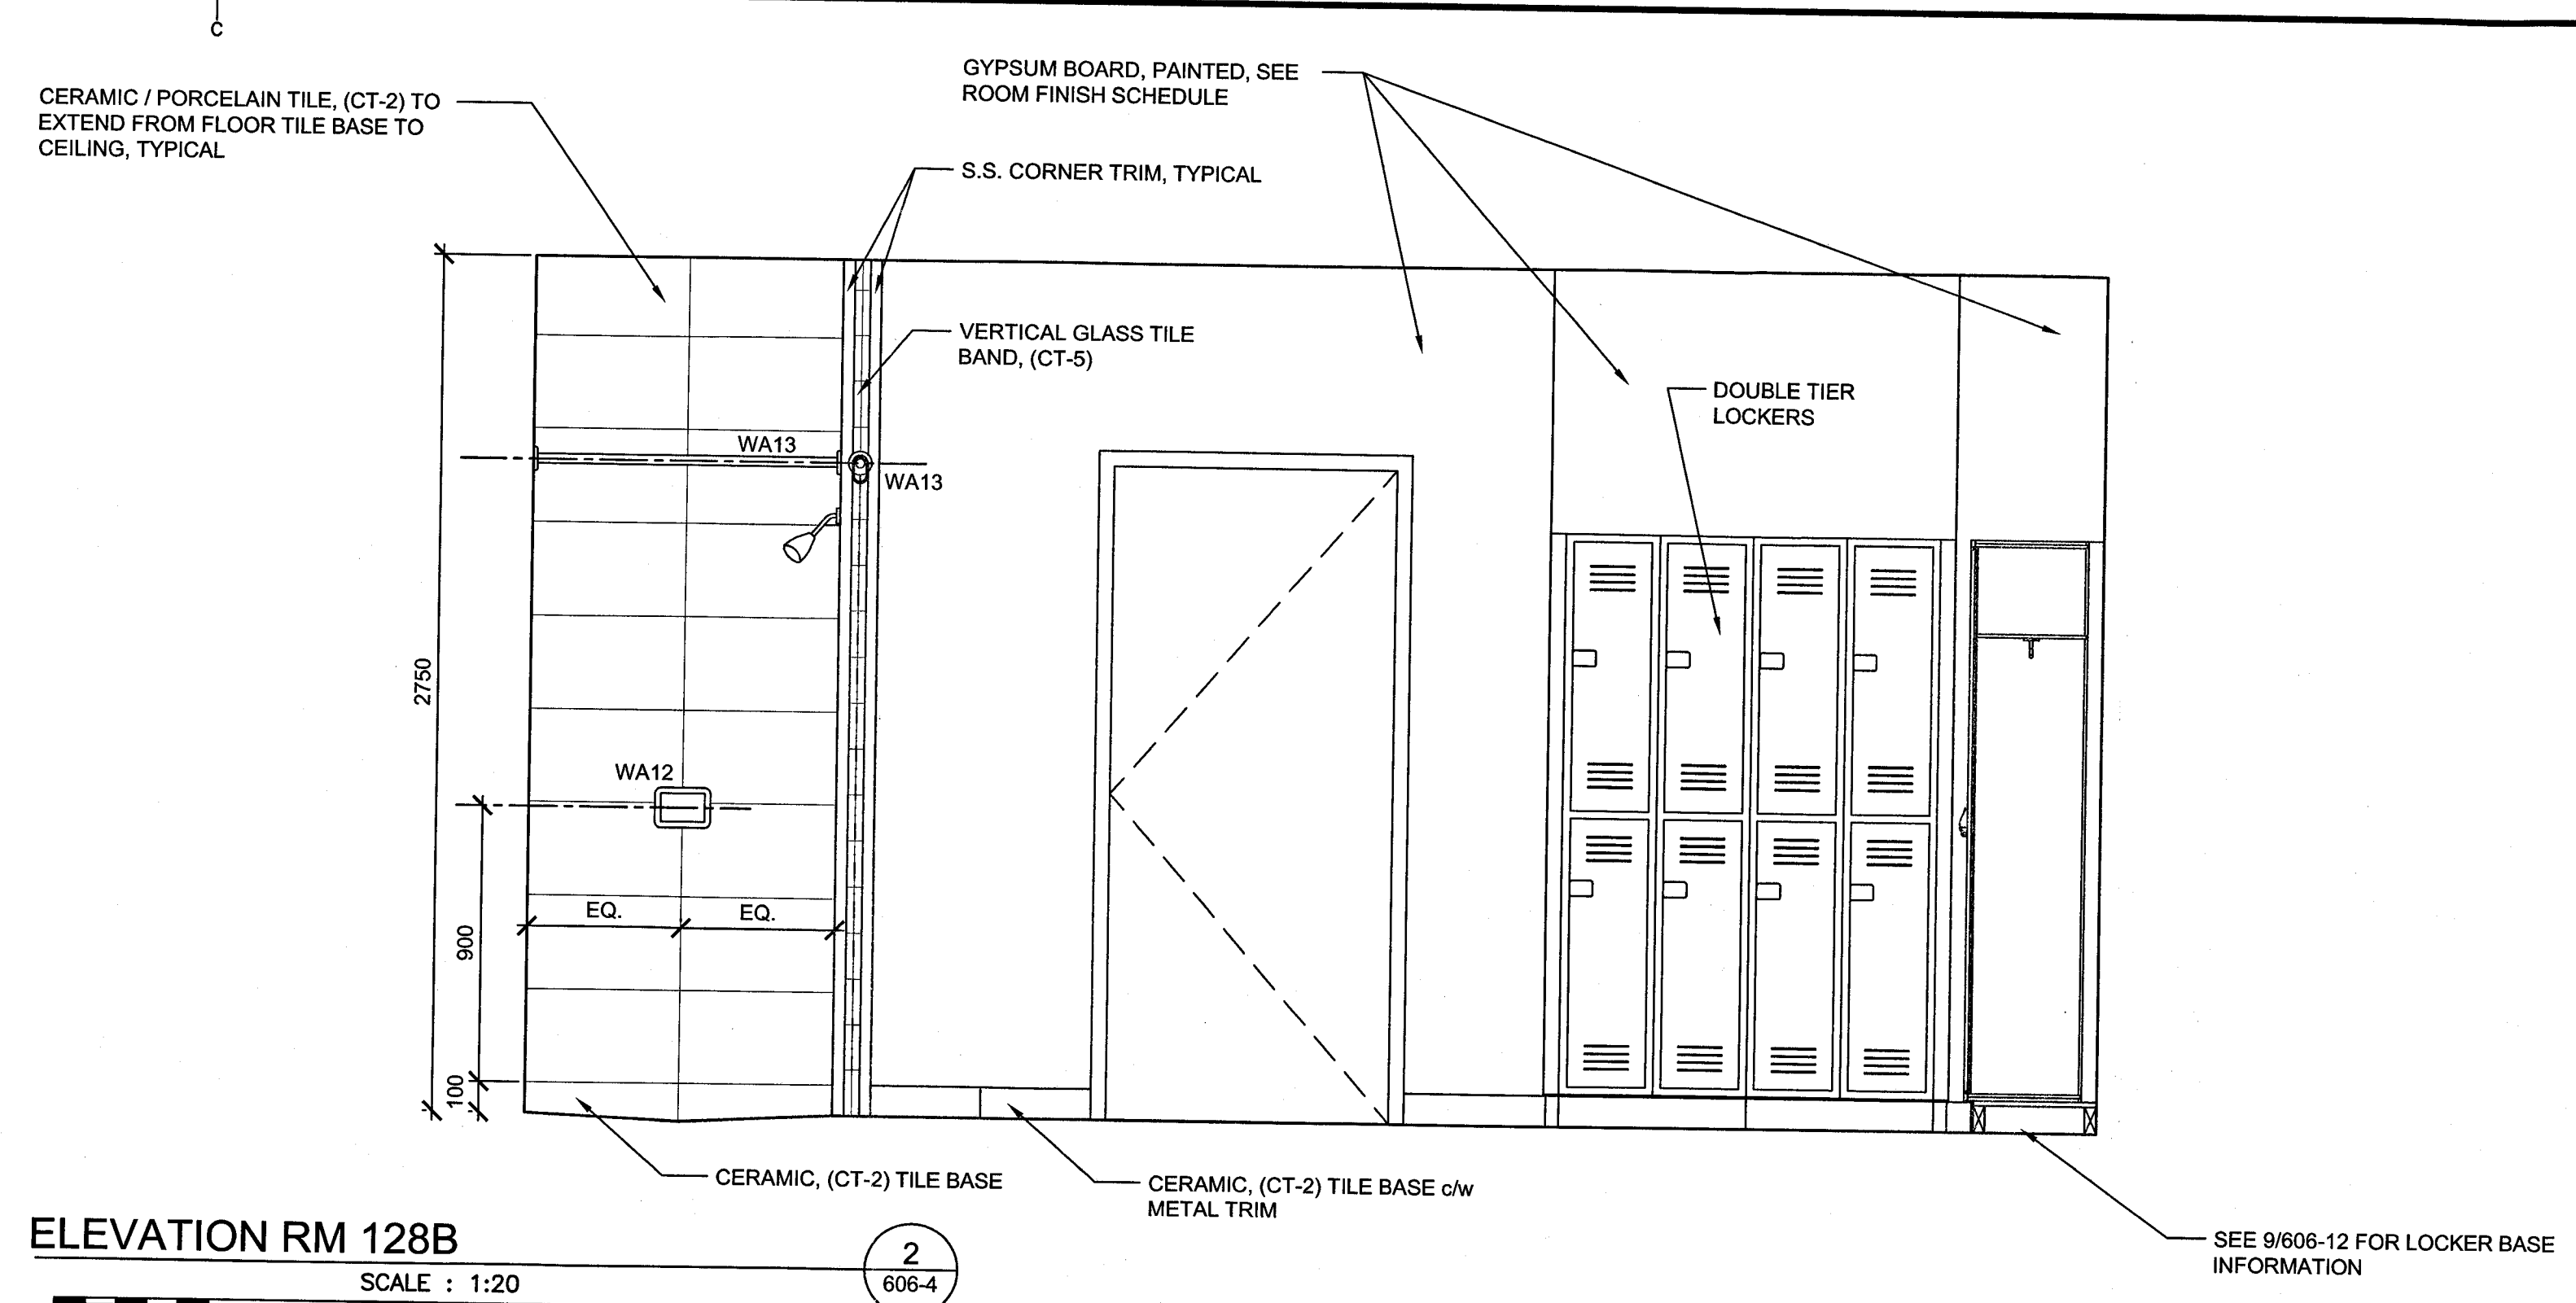 C
GYPSUM BOARD, PAINTED, SEE
ROOM FINISH SCHEDULE
CERAMIC / PORCELAIN TILE, (CT-2) TO
EXTEND FROM FLOOR TILE BASE TO
CEILING, TYPICAL
S.S. CORNER TRIM, TYPICAL
VERTICAL GLASS TILE
BAND, (CT-5)
DOUBLE TIER
LOCKERS
WA13
WA13
2750
WA12
EQ.
EQ.
900
100
CERAMIC, (CT-2) TILE BASE
CERAMIC, (CT-2) TILE BASE c/w
METAL TRIM
SEE 9/606-12 FOR LOCKER BASE
INFORMATION
ELEVATION RM 128B
SCALE : 1:20
2
606-4